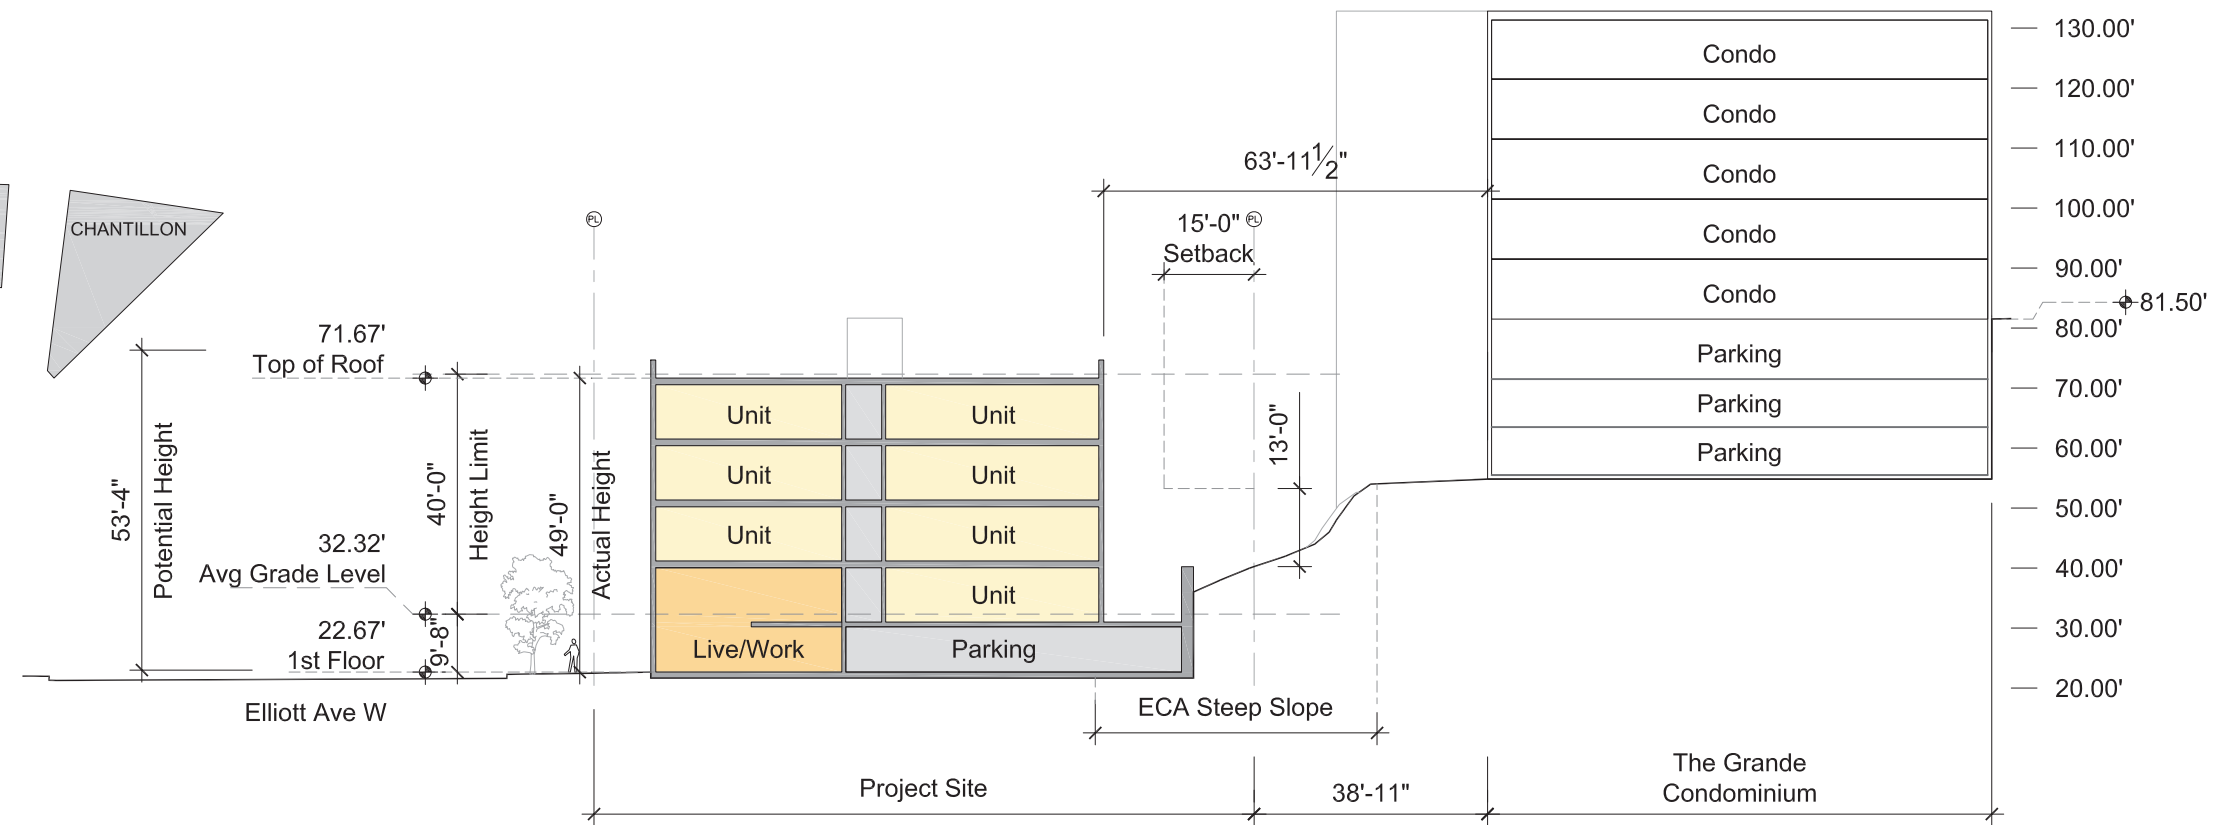 130.00'
Condo
120.00'
Condo
110.00'
63'-11 1/2"
Condo
100.00'
PL
15'-0"
PL
CHANTILLON
Condo
Setback
90.00'
Condo
81.50'
71.67'
80.00'
Top of Roof
Parking
70.00'
Unit
Unit
Parking
13'-0"
60.00'
Parking
53'-4"
Potential Height
40'-0"
Height Limit
49'-0"
Actual Height
Unit
Unit
50.00'
32.32'
Unit
Unit
Avg Grade Level
40.00'
Unit
22.67'
1st Floor
9'-8"
30.00'
Live/Work
Parking
20.00'
Elliott Ave W
ECA Steep Slope
Project Site
38'-11"
The Grande
Condominium